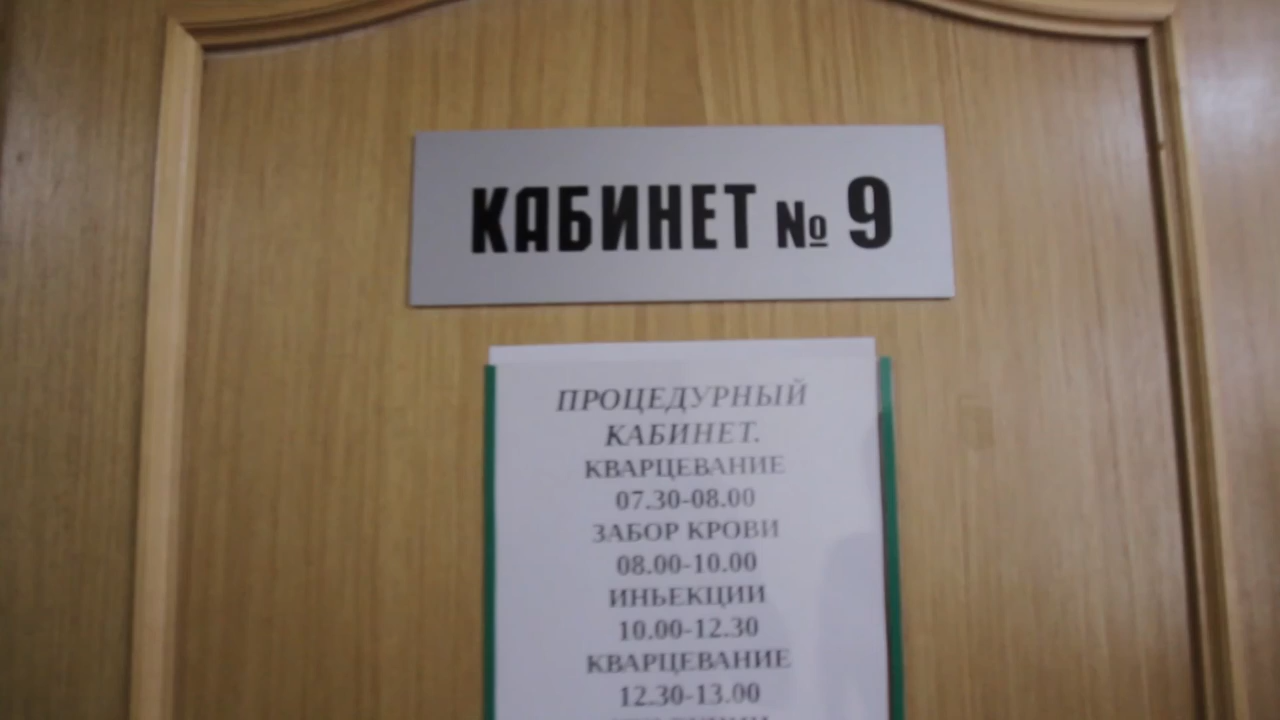 КАБИНЕТ № 9
ПРОЦЕДУРНЫЙ
КАБИНЕТ.
КВАРЦЕВАНИЕ
07.30-08.00
ЗАБОР КРОВИ
08.00-10.00
ИНЬЕКЦИИ
10.00-12.30
КВАРЦЕВАНИЕ
12.30-13.00